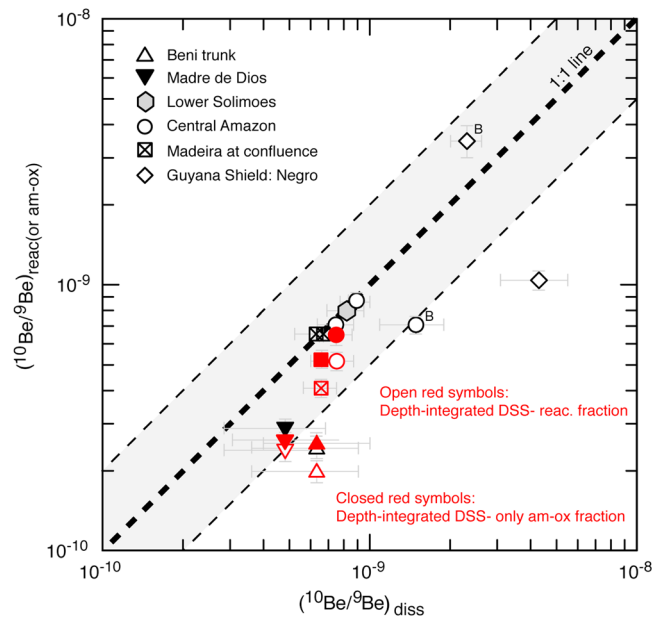 10⁻⁸
Beni trunk
Madre de Dios
Lower Solimoes
Central Amazon
Madeira at confluence
Guyana Shield: Negro
1:1 line
B
(¹⁰Be/⁹Be)reac(or am-ox)
10⁻⁹
B
Open red symbols:
Depth-integrated DSS- reac. fraction
Closed red symbols:
Depth-integrated DSS- only am-ox fraction
10⁻¹⁰
10⁻¹⁰ 10⁻⁹ 10⁻⁸
(¹⁰Be/⁹Be) diss